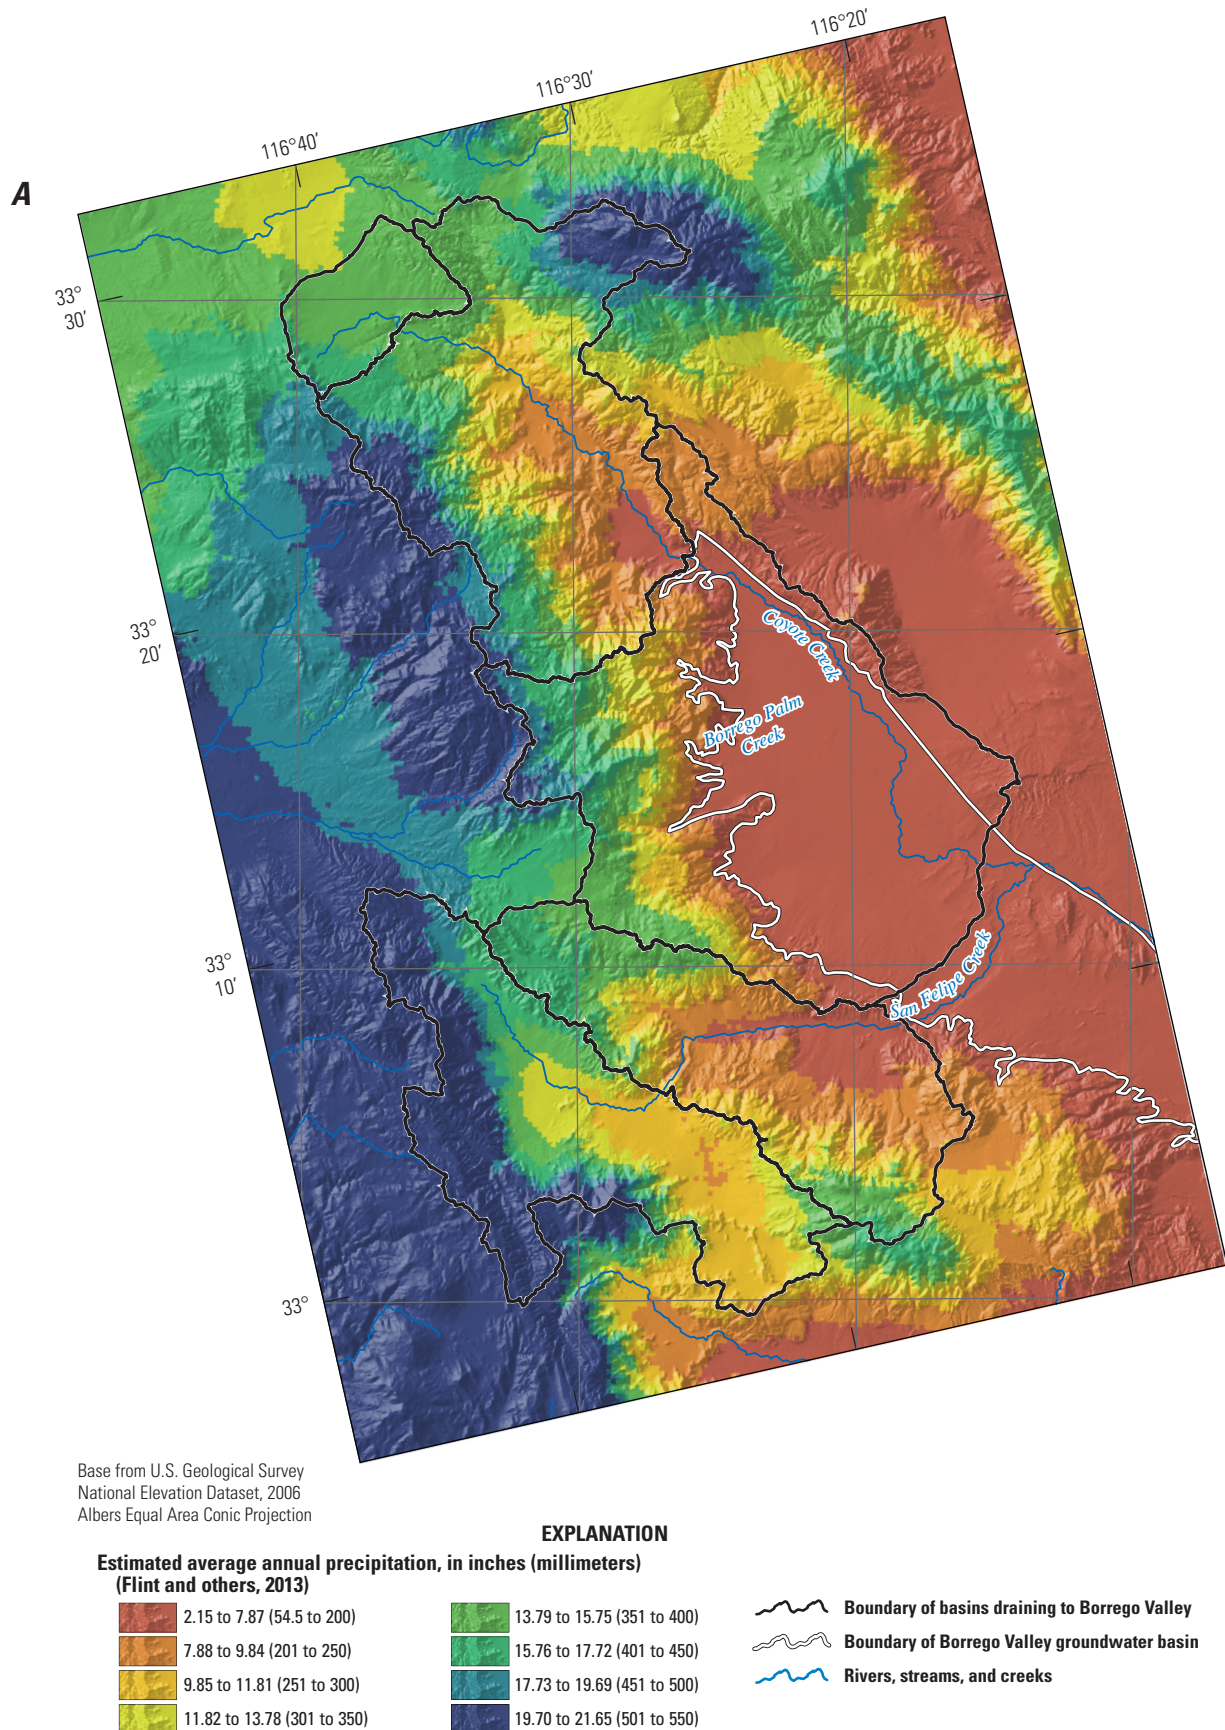 A
116°40′
116°30′
116°20′
33°
30′
33°
20′
33°
10′
33°
Coyote Creek
Borrego Palm
Creek
San Felipe Creek
Base from U.S. Geological Survey
National Elevation Dataset, 2006
Albers Equal Area Conic Projection
EXPLANATION
Estimated average annual precipitation, in inches (millimeters)
(Flint and others, 2013)
2.15 to 7.87 (54.5 to 200)
7.88 to 9.84 (201 to 250)
9.85 to 11.81 (251 to 300)
11.82 to 13.78 (301 to 350)
13.79 to 15.75 (351 to 400)
15.76 to 17.72 (401 to 450)
17.73 to 19.69 (451 to 500)
19.70 to 21.65 (501 to 550)
Boundary of basins draining to Borrego Valley
Boundary of Borrego Valley groundwater basin
Rivers, streams, and creeks